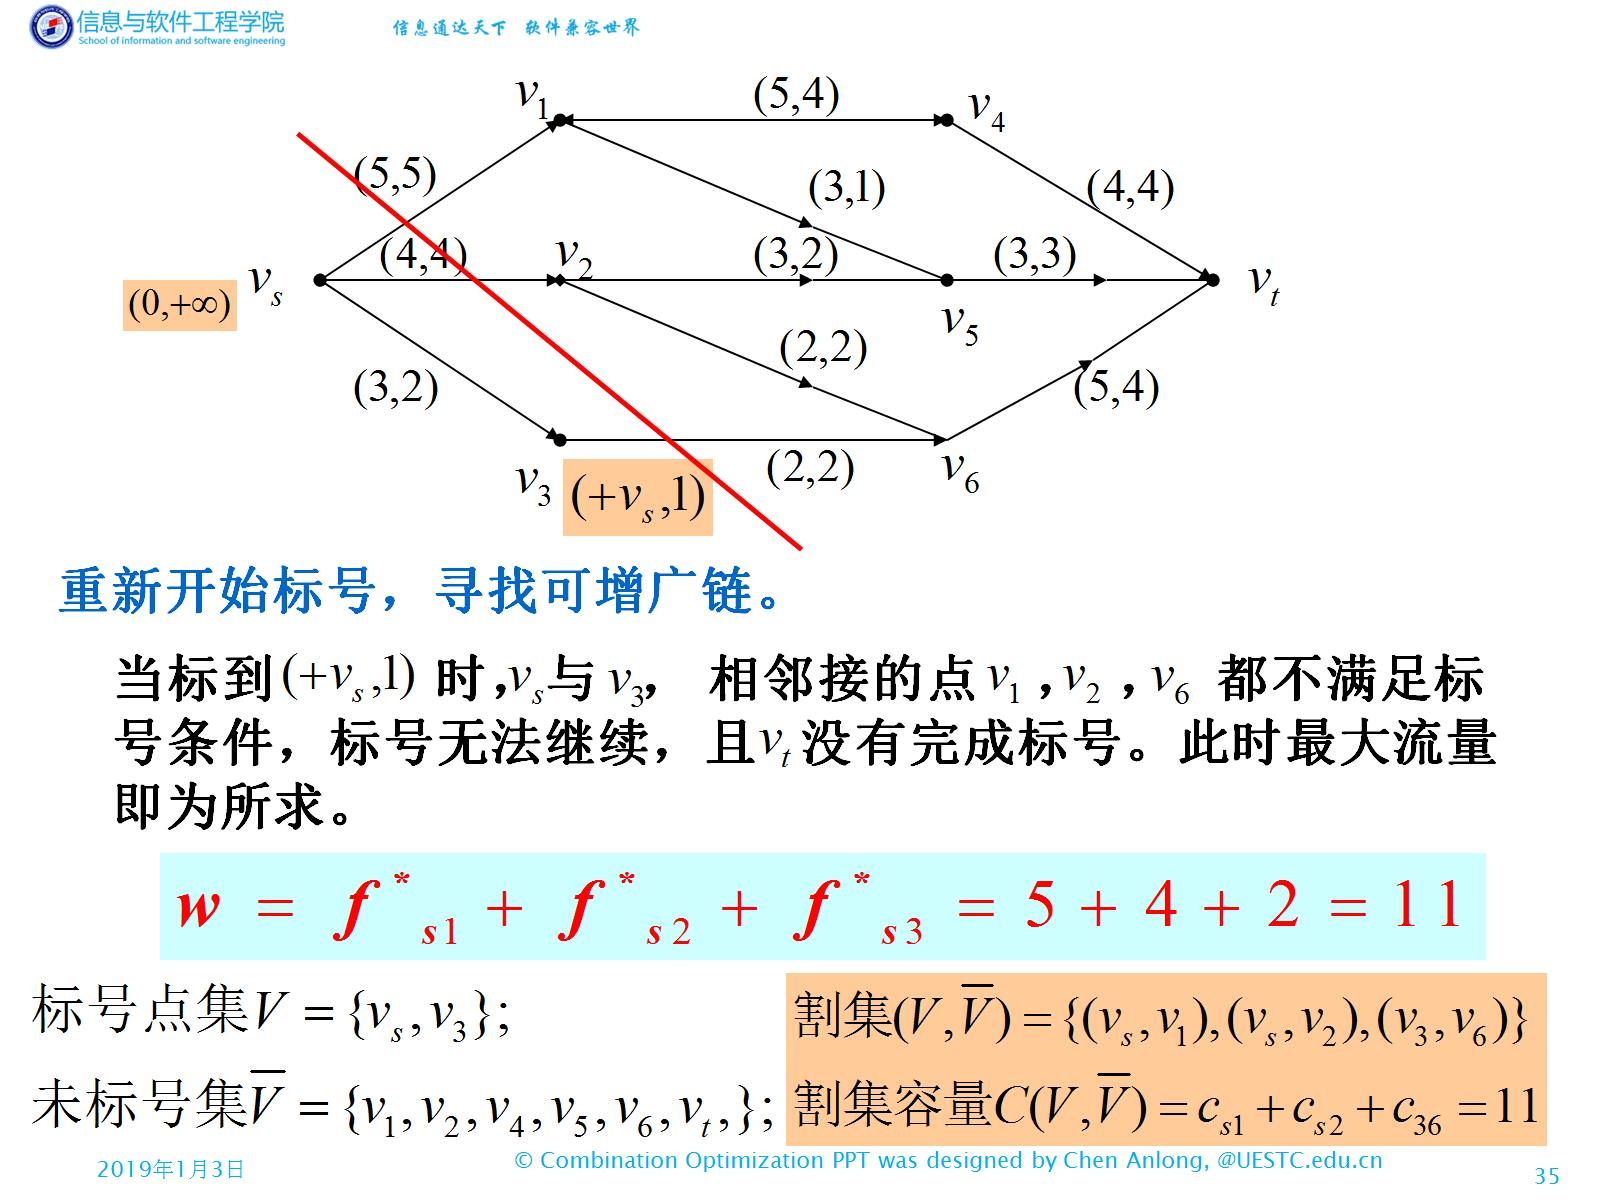 信息与软件工程学院
School of information and software engineering
信息通达天下 软件兼容世界
v1 (5,4) v4
(5,5) (3,1) (4,4)
(4,4) v2 (3,2) (3,3)
vs vt
(0,+∞)
v5
(2,2)
(3,2) (5,4)
v3 (+vs,1) (2,2) v6
重新开始标号，寻找可增广链。
当标到(+vs,1) 时，vs与 v3， 相邻接的点 v1，v2，v6 都不满足标
号条件，标号无法继续，且vt没有完成标号。此时最大流量
即为所求。
w = f*s1 + f*s2 + f*s3 = 5 + 4 + 2 = 11
标号点集V = {vs, v3};
割集(V,V̅) = {(vs,v1),(vs,v2),(v3,v6)}
未标号集V̅ = {v1, v2, v4, v5, v6, vt,};
割集容量C(V,V̅) = cs1 + cs2 + c36 = 11
2019年1月3日
© Combination Optimization PPT was designed by Chen Anlong, @UESTC.edu.cn
35